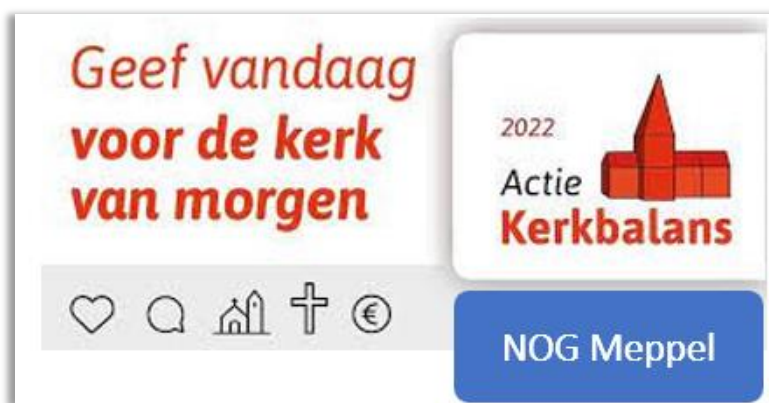 Geef vandaag
voor de kerk
van morgen
2022
Actie
Kerkbalans
€
NOG Meppel